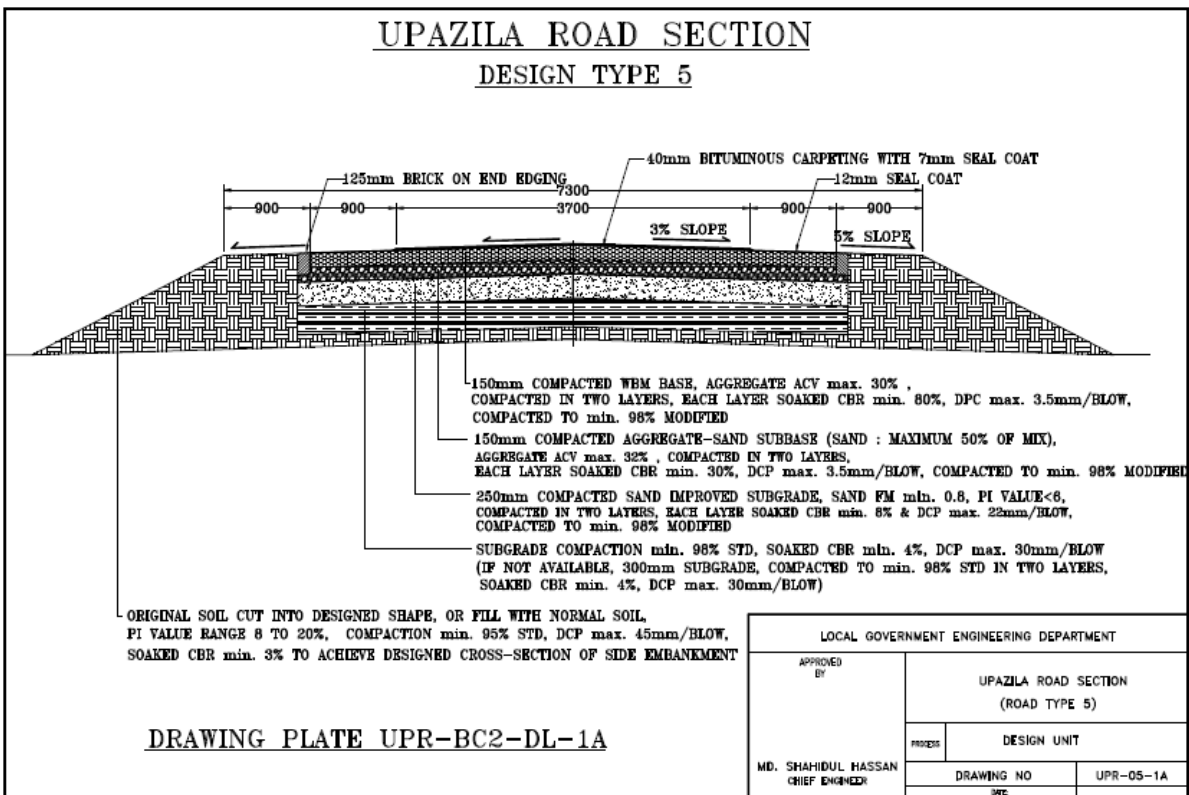 UPAZILA ROAD SECTION
DESIGN TYPE 5
40mm BITUMINOUS CARPETING WITH 7mm SEAL COAT
125mm BRICK ON END EDGING
12mm SEAL COAT
7300
900
900
3700
900
900
3% SLOPE
5% SLOPE
150mm COMPACTED WBM BASE, AGGREGATE ACV max. 30% ,
COMPACTED IN TWO LAYERS, EACH LAYER SOAKED CBR min. 80%, DPC max. 3.5mm/BLOW,
COMPACTED TO min. 98% MODIFIED
150mm COMPACTED AGGREGATE-SAND SUBBASE (SAND : MAXIMUM 50% OF MIX),
AGGREGATE ACV max. 32% , COMPACTED IN TWO LAYERS,
EACH LAYER SOAKED CBR min. 30%, DCP max. 3.5mm/BLOW, COMPACTED TO min. 98% MODIFIED
250mm COMPACTED SAND IMPROVED SUBGRADE, SAND FM min. 0.8, PI VALUE<6,
COMPACTED IN TWO LAYERS, EACH LAYER SOAKED CBR min. 8% & DCP max. 22mm/BLOW,
COMPACTED TO min. 98% MODIFIED
SUBGRADE COMPACTION min. 98% STD, SOAKED CBR min. 4%, DCP max. 30mm/BLOW
(IF NOT AVAILABLE, 300mm SUBGRADE, COMPACTED TO min. 98% STD IN TWO LAYERS,
SOAKED CBR min. 4%, DCP max. 30mm/BLOW)
ORIGINAL SOIL CUT INTO DESIGNED SHAPE, OR FILL WITH NORMAL SOIL,
PI VALUE RANGE 8 TO 20%, COMPACTION min. 95% STD, DCP max. 45mm/BLOW,
SOAKED CBR min. 3% TO ACHIEVE DESIGNED CROSS-SECTION OF SIDE EMBANKMENT
DRAWING PLATE UPR-BC2-DL-1A
LOCAL GOVERNMENT ENGINEERING DEPARTMENT
APPROVED
BY
MD. SHAHIDUL HASSAN
CHIEF ENGINEER
UPAZILA ROAD SECTION
(ROAD TYPE 5)
PROCESS
DESIGN UNIT
DRAWING NO
UPR-05-1A
DATE